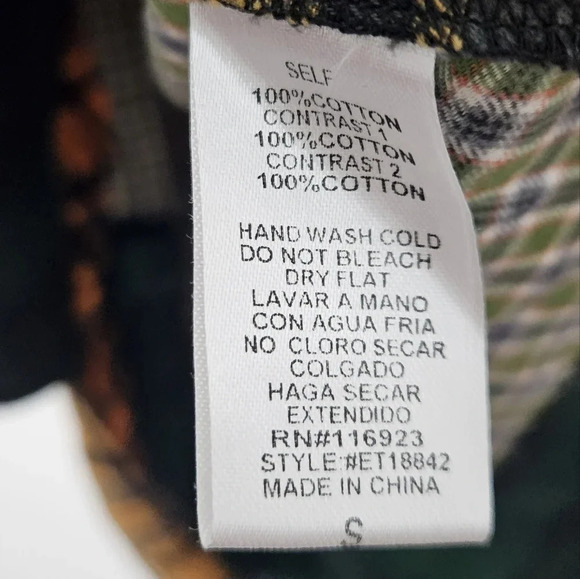 SELF
100%COTTON
CONTRAST 1
100%COTTON
CONTRAST 2
100%COTTON
HAND WASH COLD
DO NOT BLEACH
DRY FLAT
LAVAR A MANO
CON AGUA FRIA
NO CLORO SECAR
COLGADO
HAGA SECAR
EXTENDIDO
RN#116923
STYLE:#ET18842
MADE IN CHINA
S